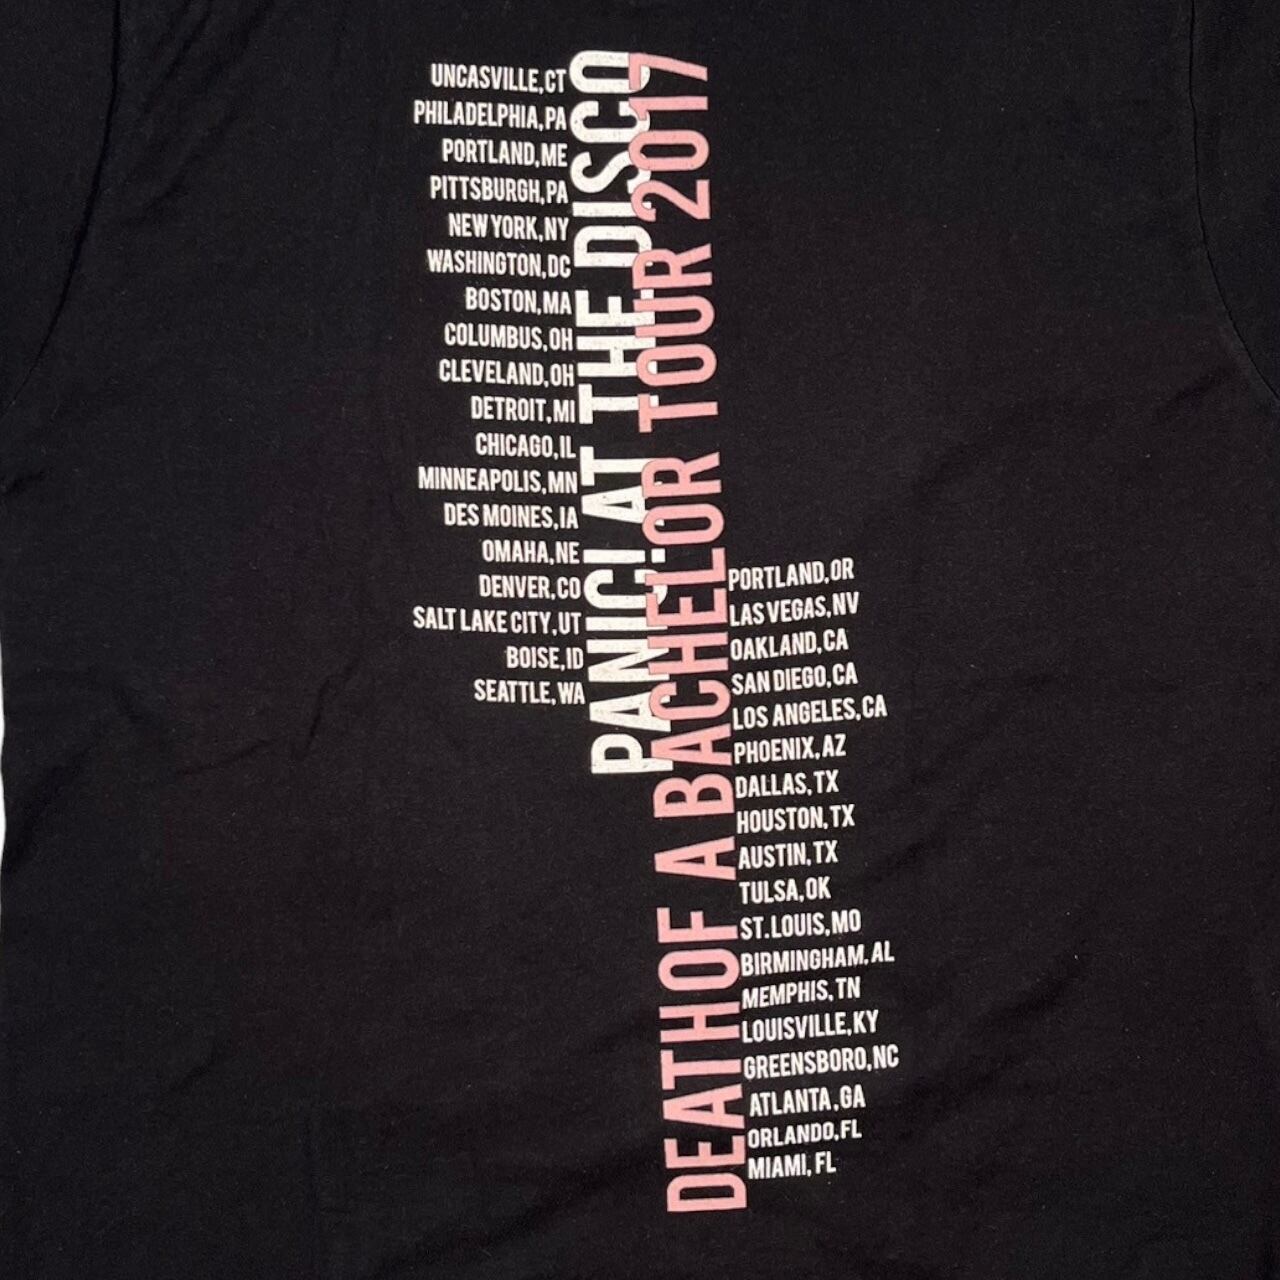 UNCASVILLE,CT
PHILADELPHIA,PA
PORTLAND,ME
PITTSBURGH,PA
NEW YORK,NY
WASHINGTON,DC
BOSTON,MA
COLUMBUS,OH
CLEVELAND,OH
DETROIT,MI
CHICAGO,IL
MINNEAPOLIS,MN
DES MOINES,IA
OMAHA,NE
DENVER,CO
SALT LAKE CITY,UT
BOISE,ID
SEATTLE,WA
PANIC! AT THE DISCO
DEATH OF A BACHELOR TOUR 2017
PORTLAND,OR
LAS VEGAS,NV
OAKLAND,CA
SAN DIEGO,CA
LOS ANGELES,CA
PHOENIX,AZ
DALLAS,TX
HOUSTON,TX
AUSTIN,TX
TULSA,OK
ST.LOUIS,MO
BIRMINGHAM,AL
MEMPHIS,TN
LOUISVILLE,KY
GREENSBORO,NC
ATLANTA,GA
ORLANDO,FL
MIAMI,FL